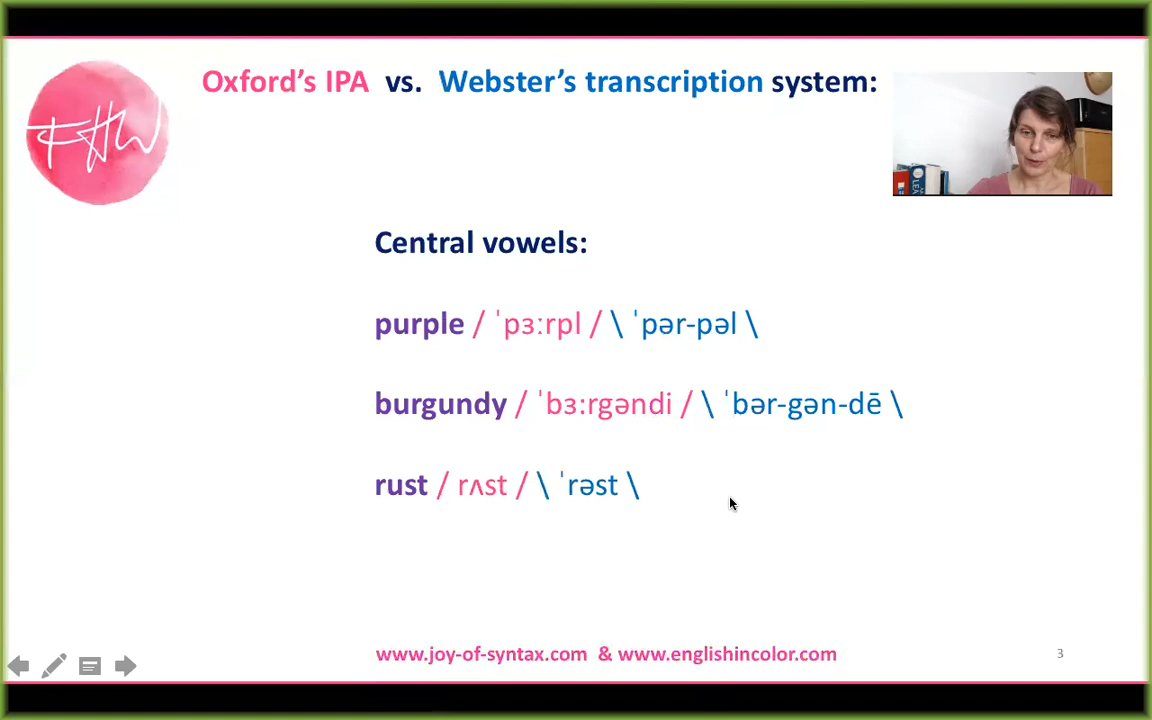 Oxford's IPA vs. Webster's transcription system:
FHW
Central vowels:
purple / ˈpɜːrpl / \ ˈpər-pəl \
burgundy / ˈbɜːrgəndi / \ ˈbər-gən-dē \
rust / rʌst / \ ˈrəst \
www.joy-of-syntax.com & www.englishincolor.com
3